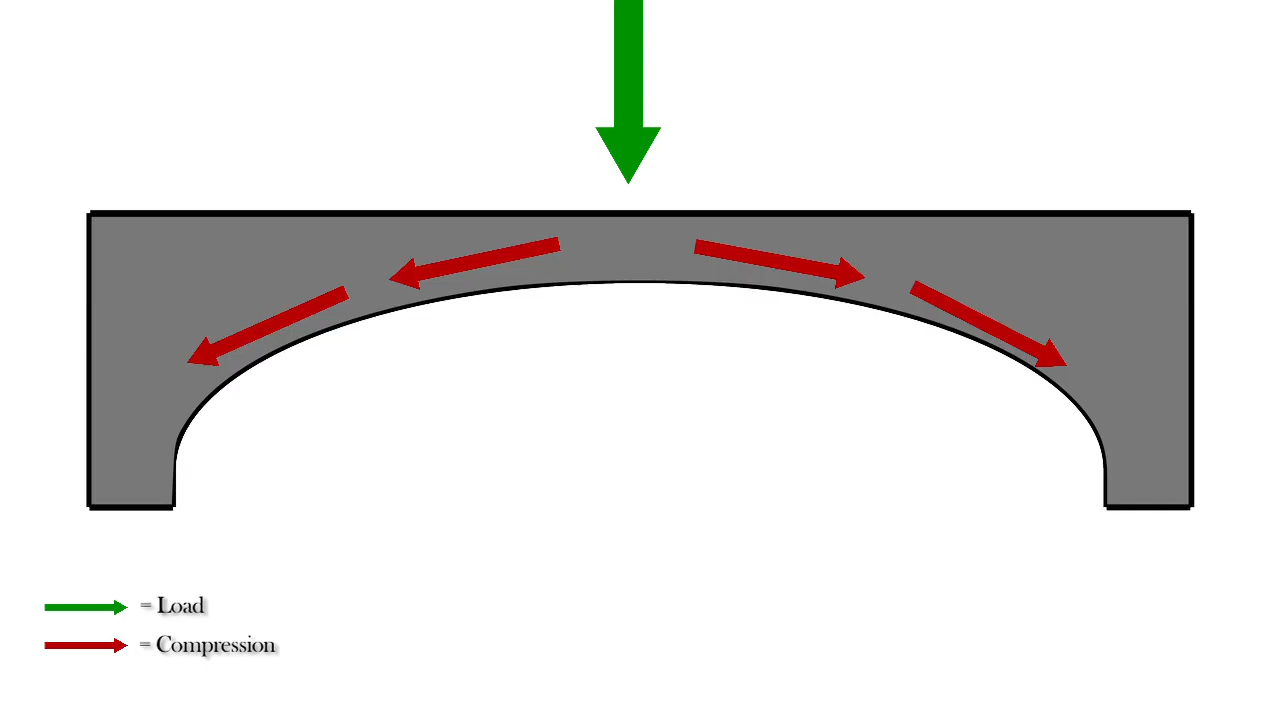 = Load
= Compression